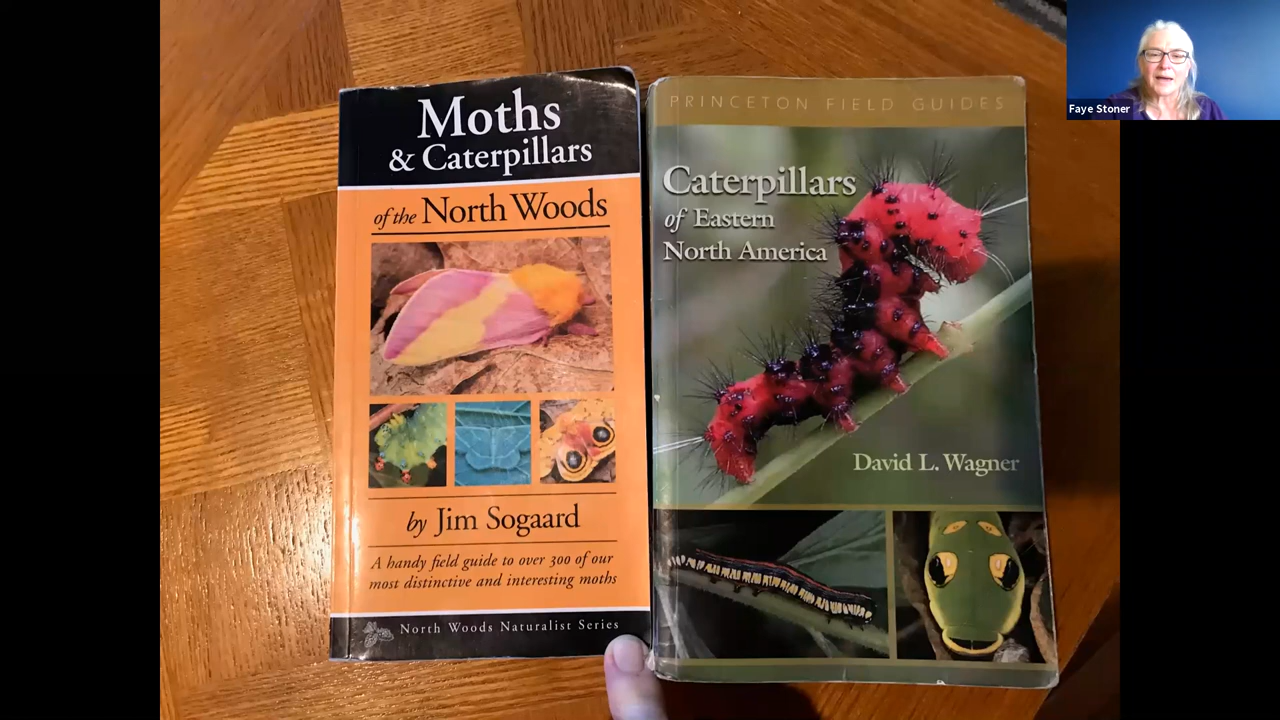 Moths
& Caterpillars
of the North Woods
by Jim Sogaard
A handy field guide to over 300 of our
most distinctive and interesting moths
North Woods Naturalist Series
PRINCETON FIELD GUIDES
Caterpillars
of Eastern
North America
David L. Wagner
Faye Stoner